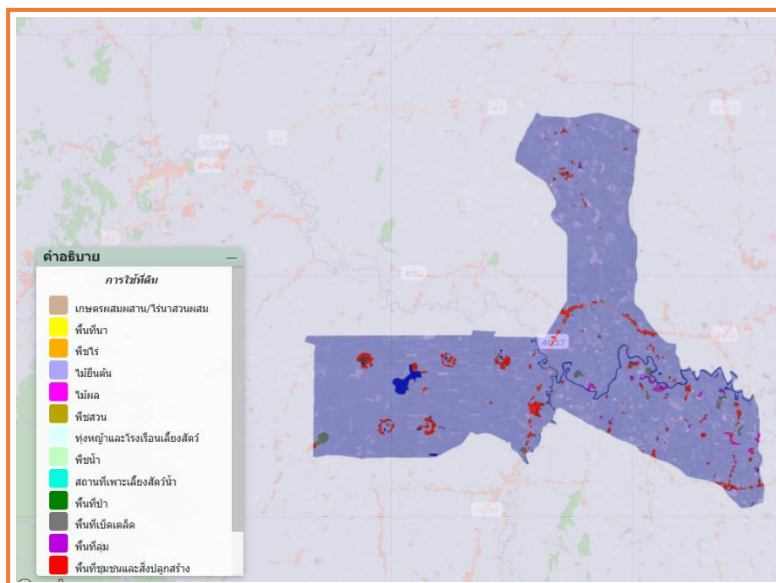 คำอธิบาย
การใช้ที่ดิน
เกษตรผสมผสาน/ไร่นาสวนผสม
พื้นที่นา
พืชไร่
ไม้ยืนต้น
ไม้ผล
พืชสวน
ทุ่งหญ้าและโรงเรือนเลี้ยงสัตว์
พืชน้ำ
สถานที่เพาะเลี้ยงสัตว์น้ำ
พื้นที่ป่า
พื้นที่เบ็ดเตล็ด
พื้นที่ลุ่ม
พื้นที่ชุมชนและสิ่งปลูกสร้าง